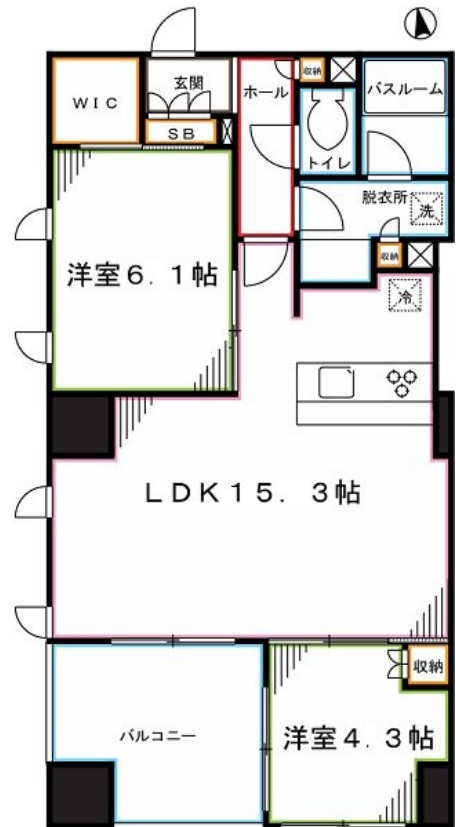 WIC
玄関
SB
ホール
収納
トイレ
バスルーム
脱衣所
洗
収納
冷
洋室6.1帖
LDK15.3帖
収納
洋室4.3帖
バルコニー